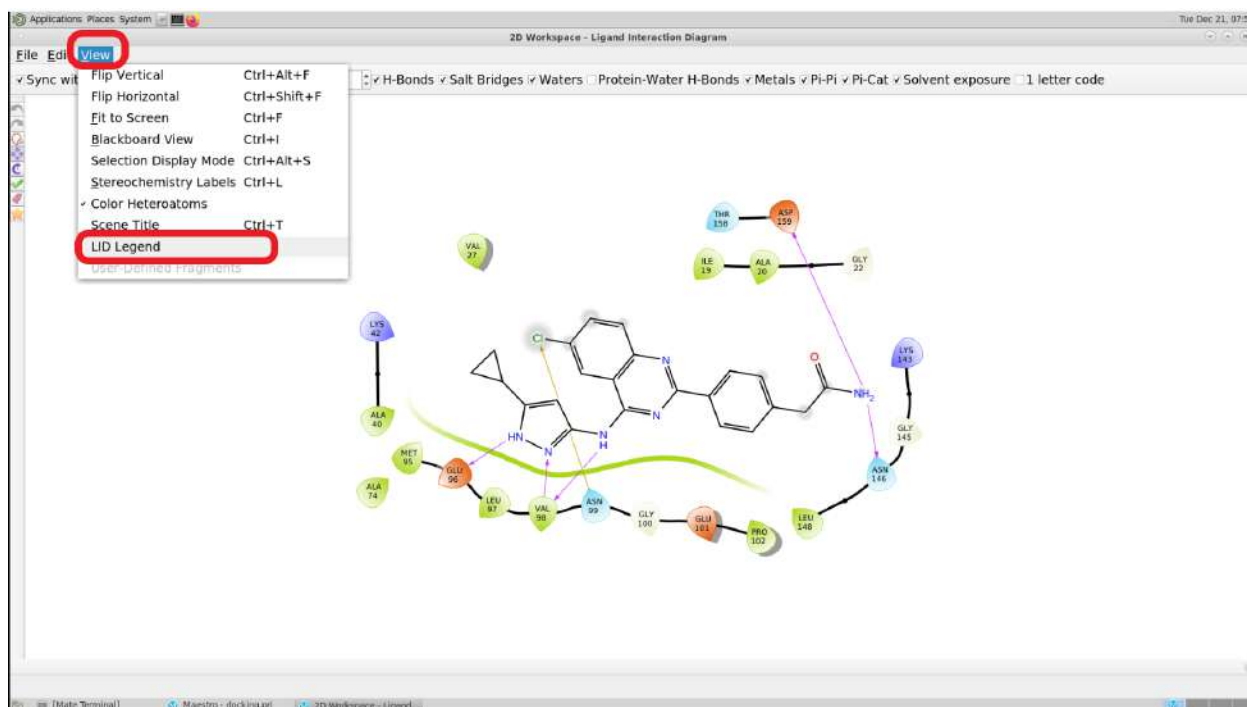 Applications Places System
Tue Dec 21, 07:5
2D Workspace - Ligand Interaction Diagram
File Edi View
Sync wit
H-Bonds Salt Bridges Waters Protein-Water H-Bonds Metals Pi-Pi Pi-Cat Solvent exposure 1 letter code
Flip Vertical Ctrl+Alt+F
Flip Horizontal Ctrl+Shift+F
Fit to Screen Ctrl+F
Blackboard View Ctrl+I
Selection Display Mode Ctrl+Alt+S
Stereochemistry Labels Ctrl+L
Color Heteroatoms
Scene Title Ctrl+T
LID Legend
User-Defined Fragments
THR
158
ASP
159
VAL
27
ILE
19
ALA
20
GLY
22
LYS
42
Cl
N
O
LYS
143
NH2
N
ALA
40
HN
N
N
H
GLY
145
MET
95
GLU
96
ASN
146
ALA
74
LEU
97
VAL
98
ASN
99
GLY
100
GLU
101
PRO
102
LEU
148
[Mate Terminal]
Maestro - docking.prj
2D Workspace - Ligand